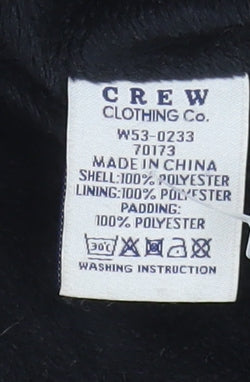 CREW
CLOTHING Co.
W53-0233
70173
MADE IN CHINA
SHELL:100% POLYESTER
LINING:100% POLYESTER
PADDING:
100% POLYESTER
30°C
WASHING INSTRUCTION